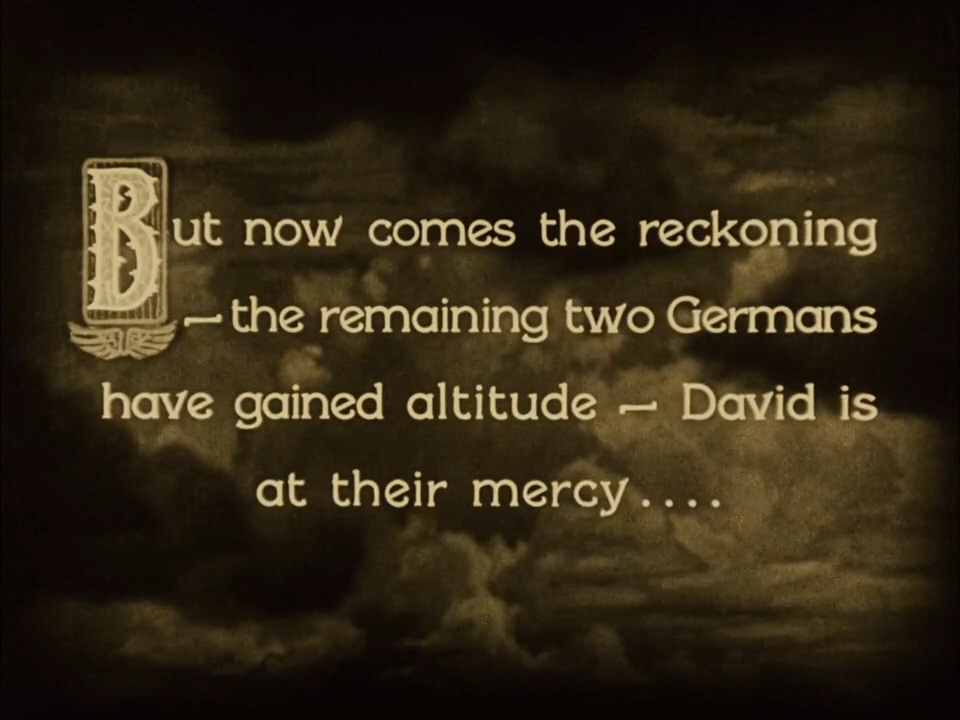 But now comes the reckoning
— the remaining two Germans
have gained altitude — David is
at their mercy....